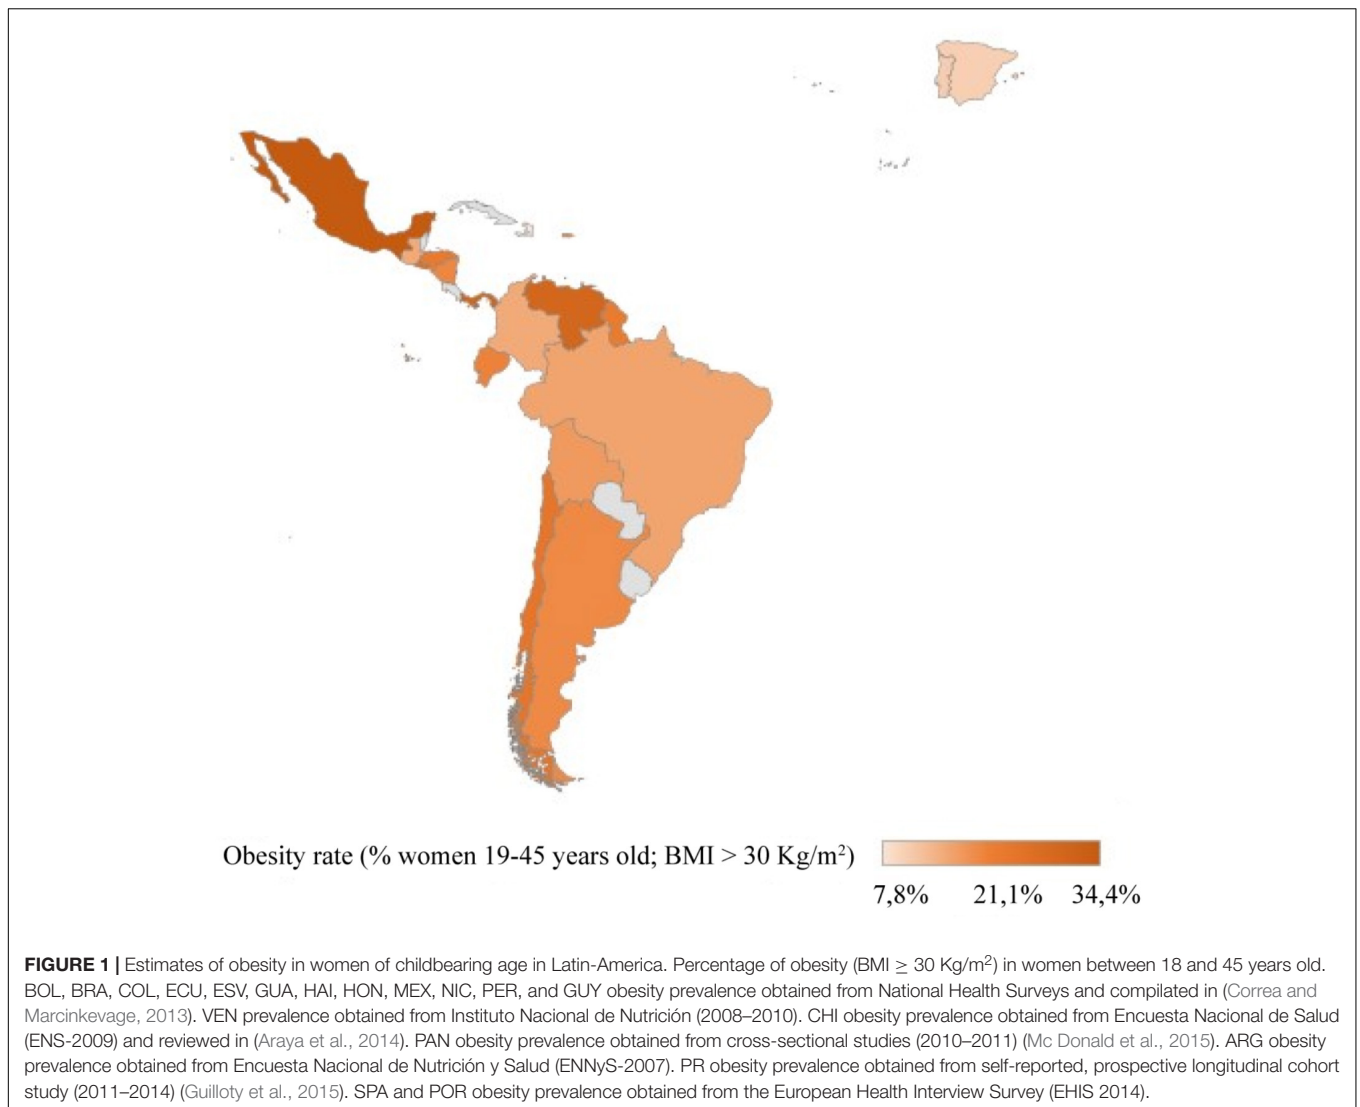 Obesity rate (% women 19-45 years old; BMI > 30 Kg/m²)
7,8% 21,1% 34,4%
FIGURE 1 | Estimates of obesity in women of childbearing age in Latin-America. Percentage of obesity (BMI ≥ 30 Kg/m²) in women between 18 and 45 years old.
BOL, BRA, COL, ECU, ESV, GUA, HAI, HON, MEX, NIC, PER, and GUY obesity prevalence obtained from National Health Surveys and compilated in (Correa and
Marcinkevage, 2013). VEN prevalence obtained from Instituto Nacional de Nutrición (2008–2010). CHI obesity prevalence obtained from Encuesta Nacional de Salud
(ENS-2009) and reviewed in (Araya et al., 2014). PAN obesity prevalence obtained from cross-sectional studies (2010–2011) (Mc Donald et al., 2015). ARG obesity
prevalence obtained from Encuesta Nacional de Nutrición y Salud (ENNyS-2007). PR obesity prevalence obtained from self-reported, prospective longitudinal cohort
study (2011–2014) (Guilloty et al., 2015). SPA and POR obesity prevalence obtained from the European Health Interview Survey (EHIS 2014).